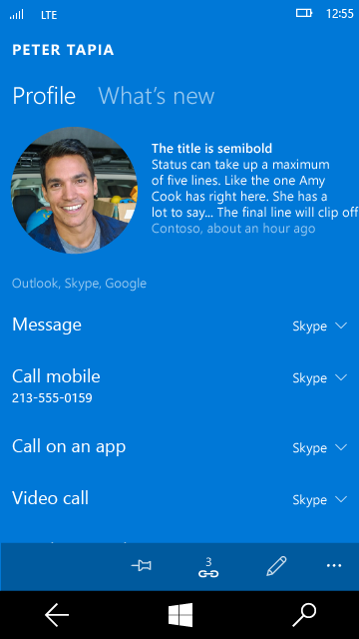 LTE 12:55
PETER TAPIA
Profile What's new
The title is semibold
Status can take up a maximum
of five lines. Like the one Amy
Cook has right here. She has a
lot to say... The final line will clip off
Contoso, about an hour ago
Outlook, Skype, Google
Message Skype
Call mobile Skype
213-555-0159
Call on an app Skype
Video call Skype
3